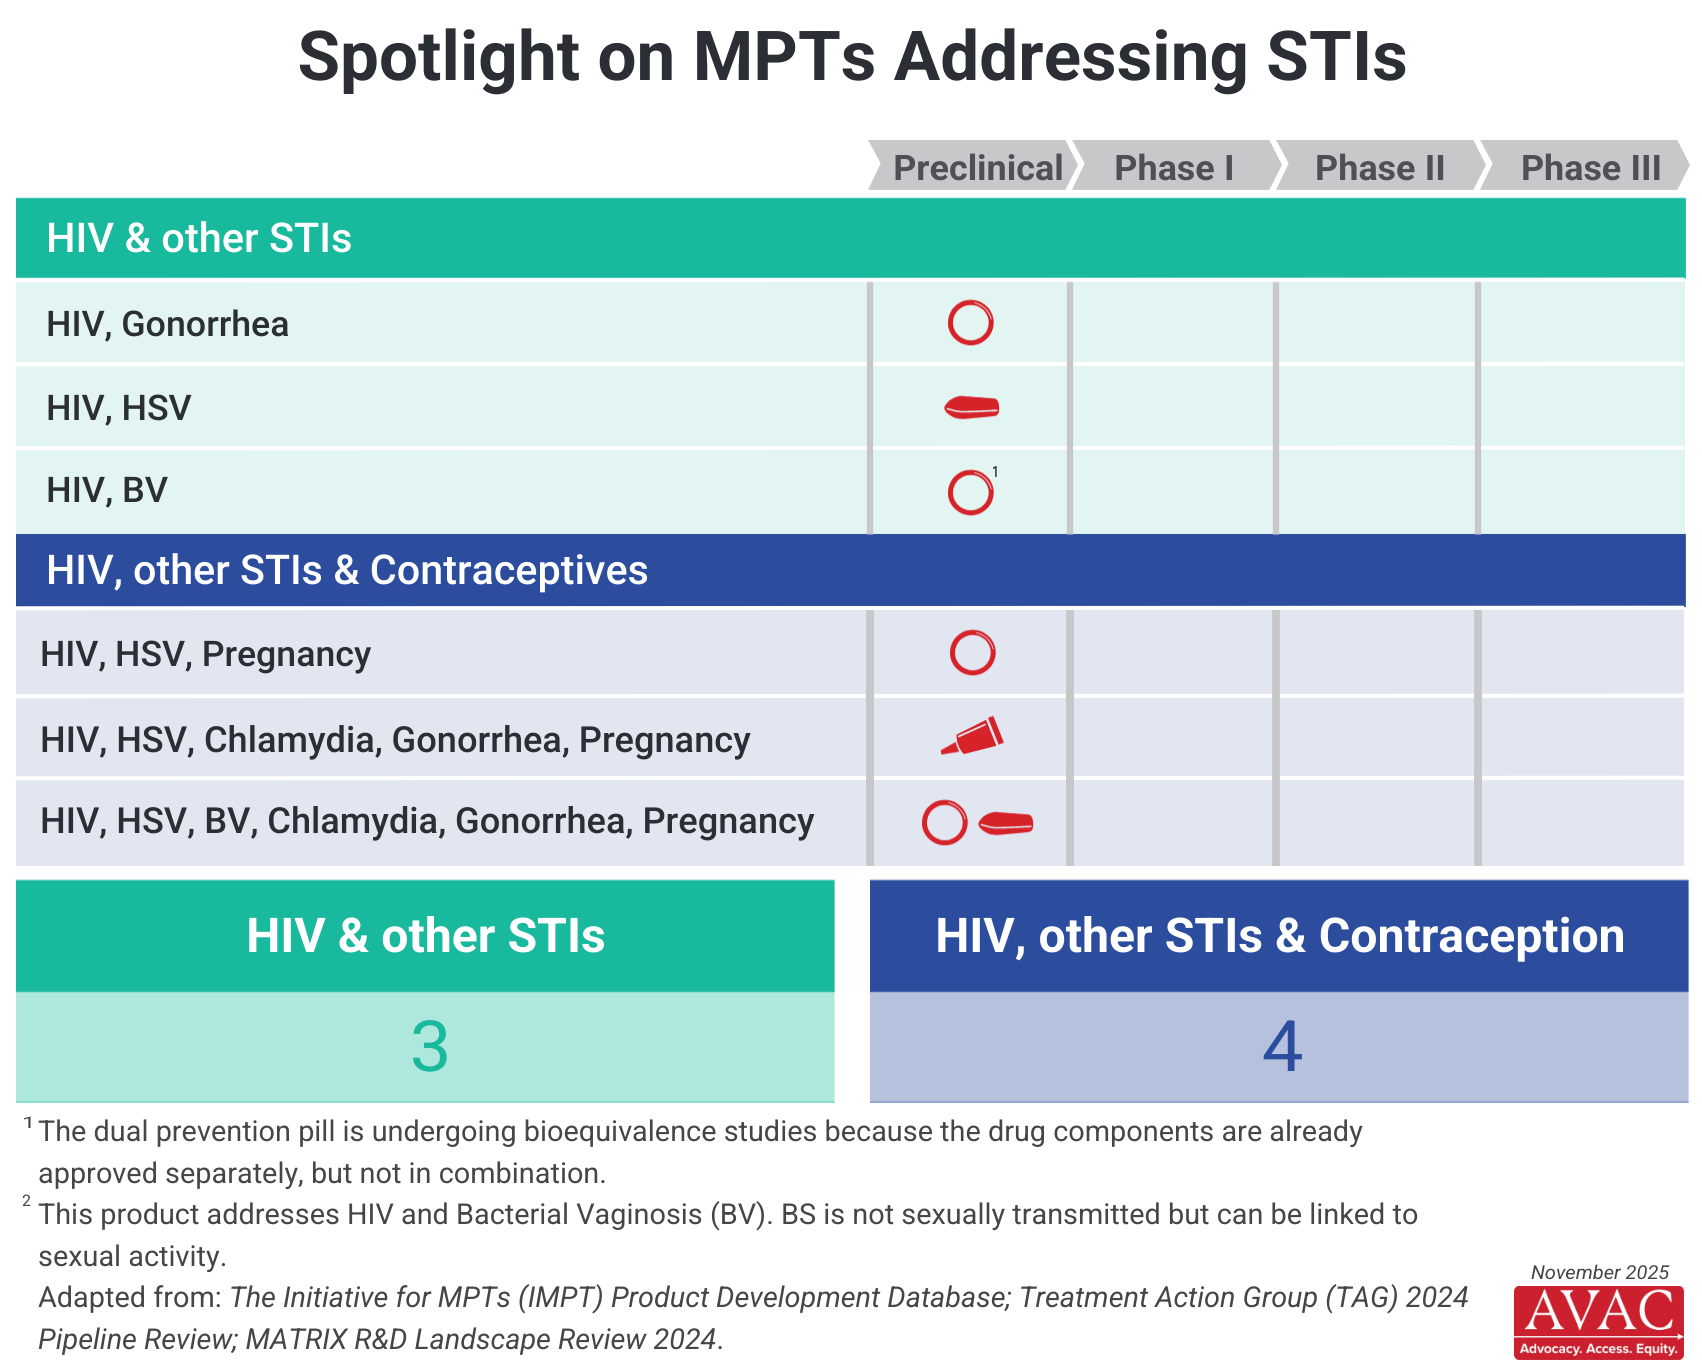 Spotlight on MPTs Addressing STIs
Preclinical Phase I Phase II Phase III
HIV & other STIs
HIV, Gonorrhea
HIV, HSV
HIV, BV 1
HIV, other STIs & Contraceptives
HIV, HSV, Pregnancy
HIV, HSV, Chlamydia, Gonorrhea, Pregnancy
HIV, HSV, BV, Chlamydia, Gonorrhea, Pregnancy
HIV & other STIs
3
HIV, other STIs & Contraception
4
1 The dual prevention pill is undergoing bioequivalence studies because the drug components are already
approved separately, but not in combination.
2 This product addresses HIV and Bacterial Vaginosis (BV). BS is not sexually transmitted but can be linked to
sexual activity.
Adapted from: The Initiative for MPTs (IMPT) Product Development Database; Treatment Action Group (TAG) 2024
Pipeline Review; MATRIX R&D Landscape Review 2024.
November 2025
AVAC
Advocacy. Access. Equity.